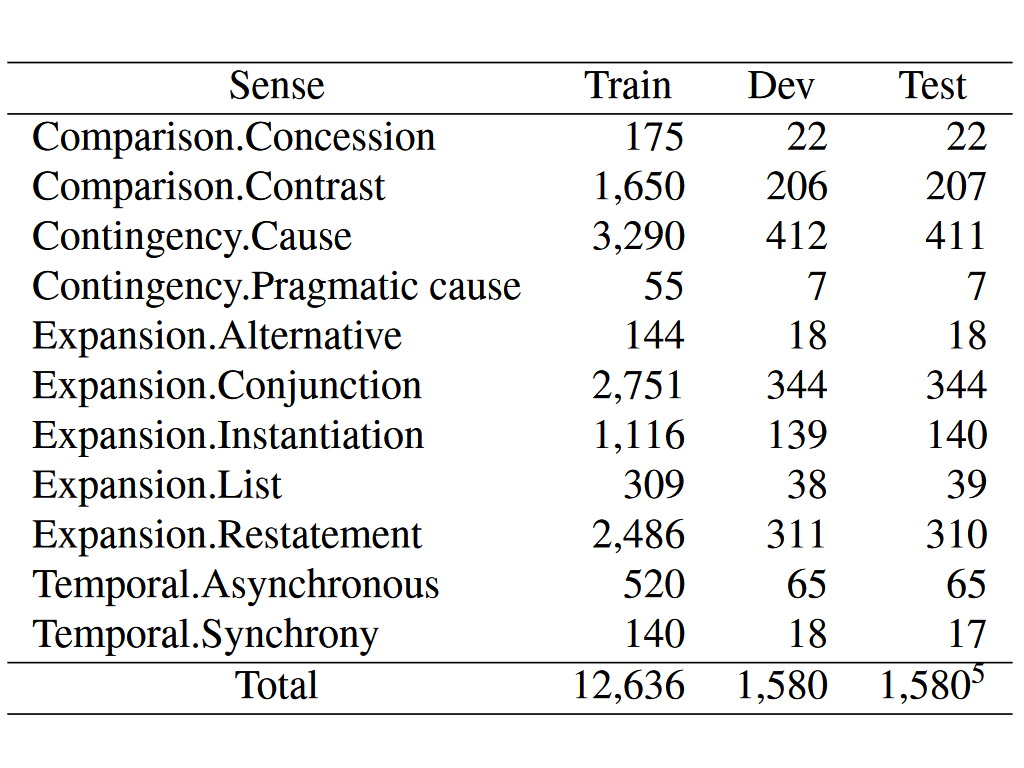 Sense Train Dev Test
Comparison.Concession 175 22 22
Comparison.Contrast 1,650 206 207
Contingency.Cause 3,290 412 411
Contingency.Pragmatic cause 55 7 7
Expansion.Alternative 144 18 18
Expansion.Conjunction 2,751 344 344
Expansion.Instantiation 1,116 139 140
Expansion.List 309 38 39
Expansion.Restatement 2,486 311 310
Temporal.Asynchronous 520 65 65
Temporal.Synchrony 140 18 17
Total 12,636 1,580 1,580⁵